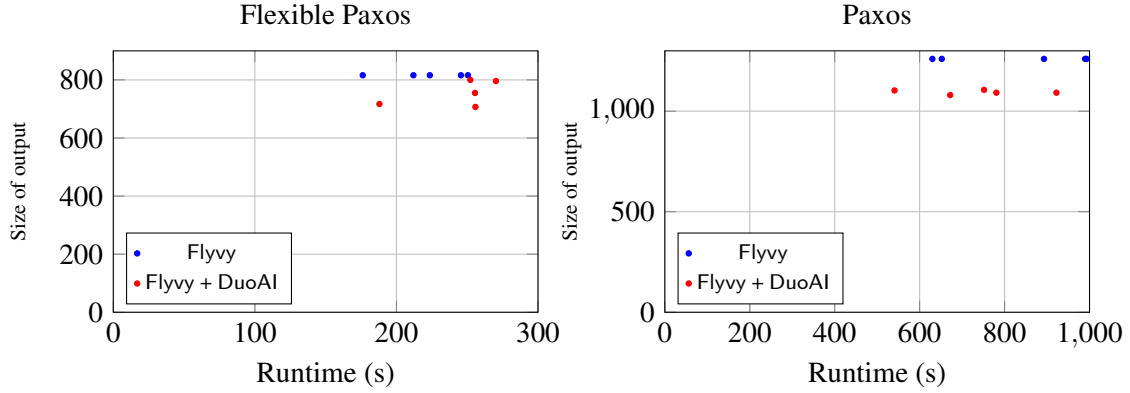 Flexible Paxos
Size of output
800
600
400
200
0
Flyvy
Flyvy + DuoAI
0 100 200 300
Runtime (s)
Paxos
Size of output
1,000
500
0
Flyvy
Flyvy + DuoAI
0 200 400 600 800 1,000
Runtime (s)